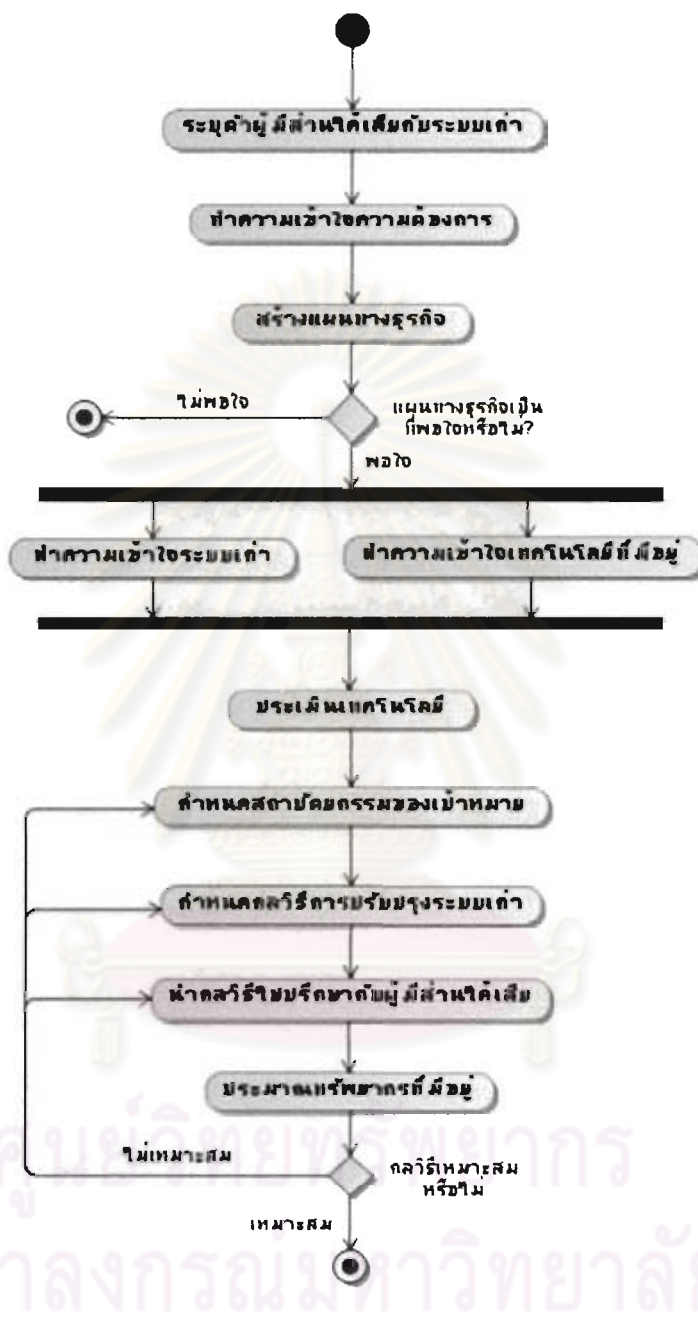 ระบุตัวผู้มีส่วนได้เสียกับระบบเก่า
ทำความเข้าใจความต้องการ
สร้างแผนทางธุรกิจ
ไม่พอใจ
แผนทางธุรกิจเป็น
ที่พอใจหรือไม่?
พอใจ
ทำความเข้าใจระบบเก่า
ทำความเข้าใจเทคโนโลยีที่มีอยู่
ประเมินเทคโนโลยี
กำหนดสถาปัตยกรรมของเป้าหมาย
กำหนดกลวิธีการปรับปรุงระบบเก่า
นำกลวิธีไปปรึกษากับผู้มีส่วนได้เสีย
ประมาณทรัพยากรที่มีอยู่
ไม่เหมาะสม
กลวิธีเหมาะสม
หรือไม่
เหมาะสม
ศูนย์วิทยทรัพยากร
าลงกรณ์มหาวิทยาลัย